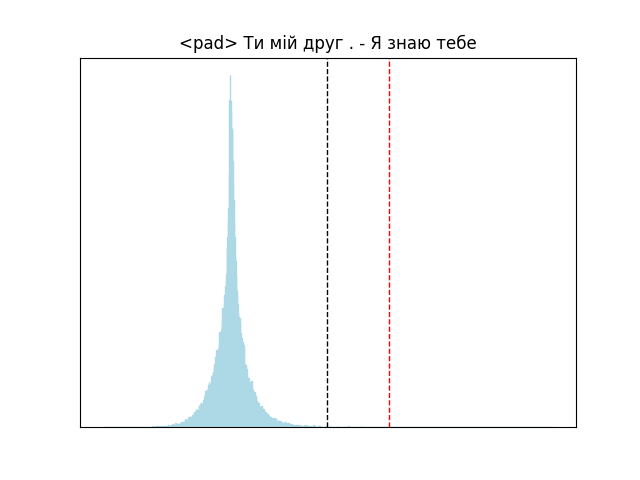 <pad> Ти мій друг . - Я знаю тебе